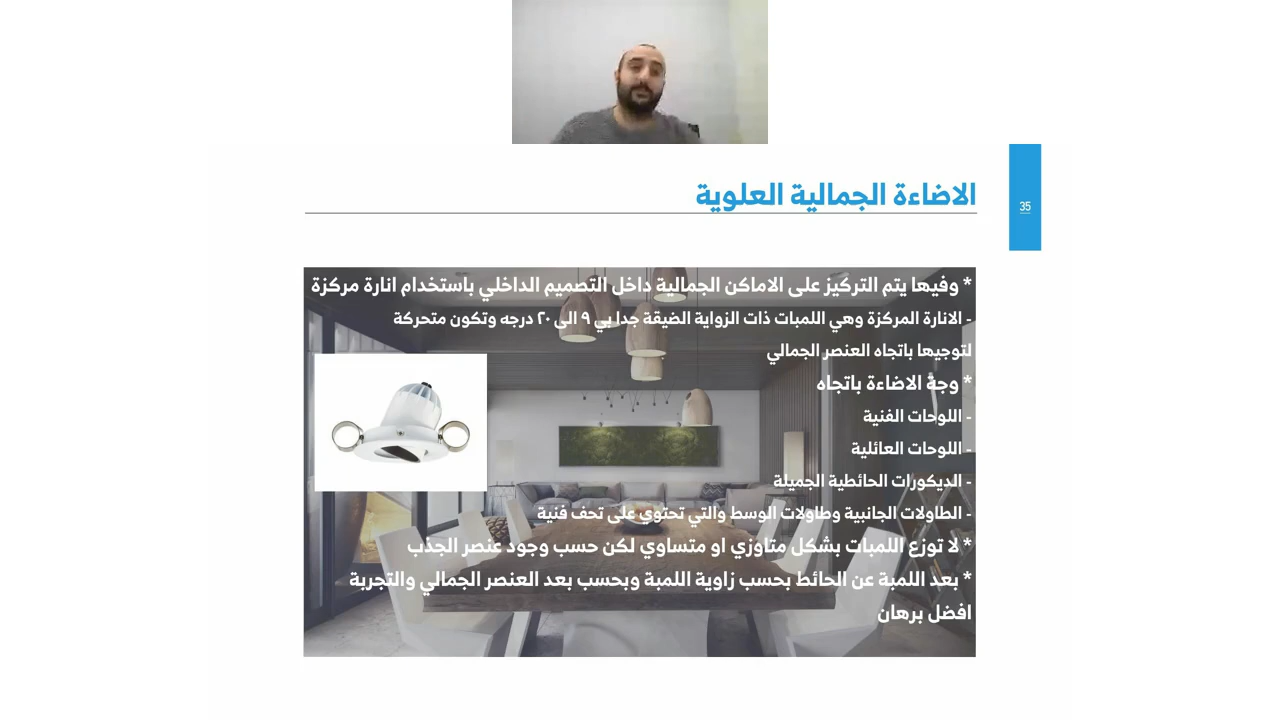 الاضاءة الجمالية العلوية
35
* وفيها يتم التركيز على الاماكن الجمالية داخل التصميم الداخلي باستخدام انارة مركزة
- الانارة المركزة وهي اللمبات ذات الزواية الضيقة جدا بي ٩ الى ٢٠ درجه وتكون متحركة
لتوجيها باتجاه العنصر الجمالي
* وجة الاضاءة باتجاه
- اللوحات الفنية
- اللوحات العائلية
- الديكورات الحائطية الجميلة
- الطاولات الجانبية وطاولات الوسط والتي تحتوي على تحف فنية
* لا توزع اللمبات بشكل متاوزي او متساوي لكن حسب وجود عنصر الجذب
* بعد اللمبة عن الحائط بحسب زاوية اللمبة وبحسب بعد العنصر الجمالي والتجربة
افضل برهان